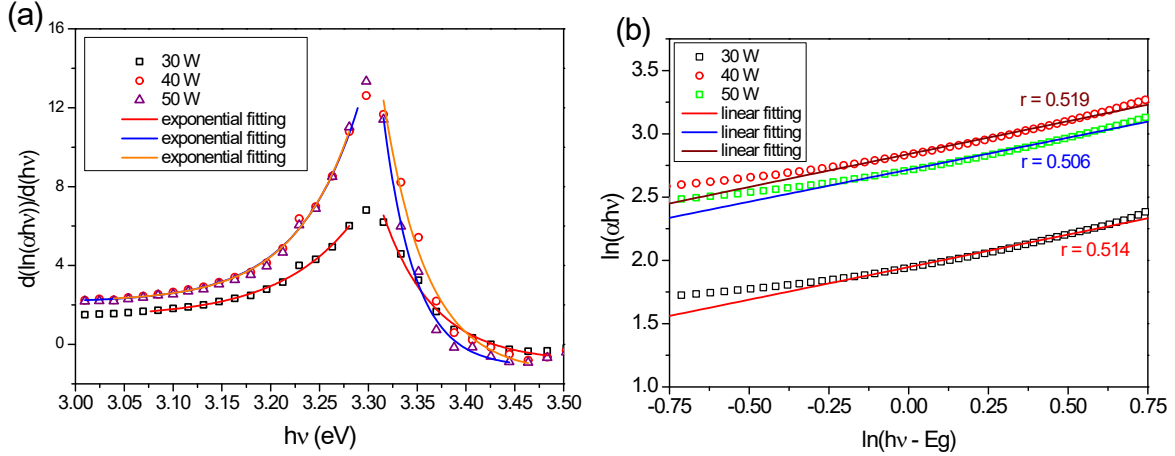 (a)
16
12
8
4
0
d(ln(αhν))/d(hν)
30 W
40 W
50 W
exponential fitting
exponential fitting
exponential fitting
3.00 3.05 3.10 3.15 3.20 3.25 3.30 3.35 3.40 3.45 3.50
hν (eV)
(b)
3.5
3.0
2.5
2.0
1.5
1.0
ln(αhν)
30 W
40 W
50 W
linear fitting
linear fitting
linear fitting
r = 0.519
r = 0.506
r = 0.514
-0.75 -0.50 -0.25 0.00 0.25 0.50 0.75
ln(hν - Eg)